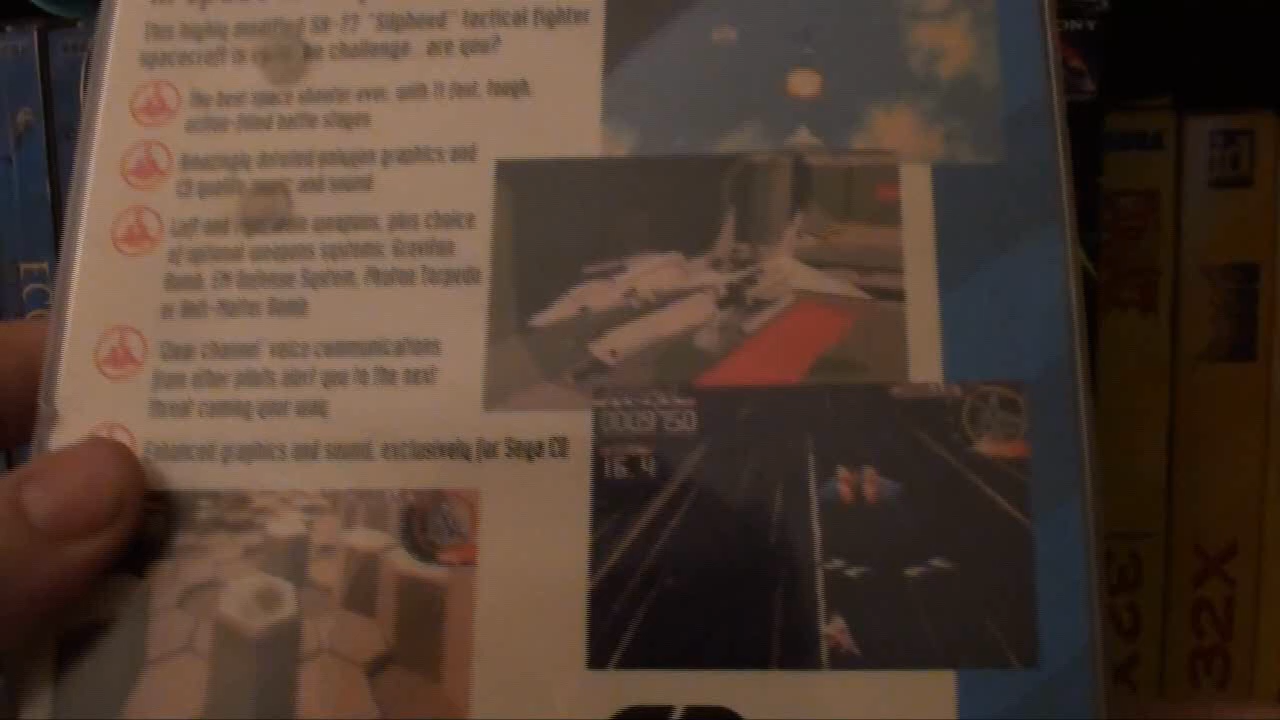 This highly modified SA-77 "Silpheed" tactical fighter
spacecraft is up to the challenge... are you?
The best space shooter ever, with 11 fast, tough,
action-filled battle stages
Amazingly detailed polygon graphics and
CD quality music and sound
Left and right side weapons, plus choice
of optional weapons systems: Graviton
Bomb, EM Defense System, Photon Torpedo
or Anti-Matter Bomb
"Clear channel" voice communications
from other pilots alert you to the next
threat coming your way
Enhanced graphics and sound, exclusively for Sega CD
16.4
32X
32X